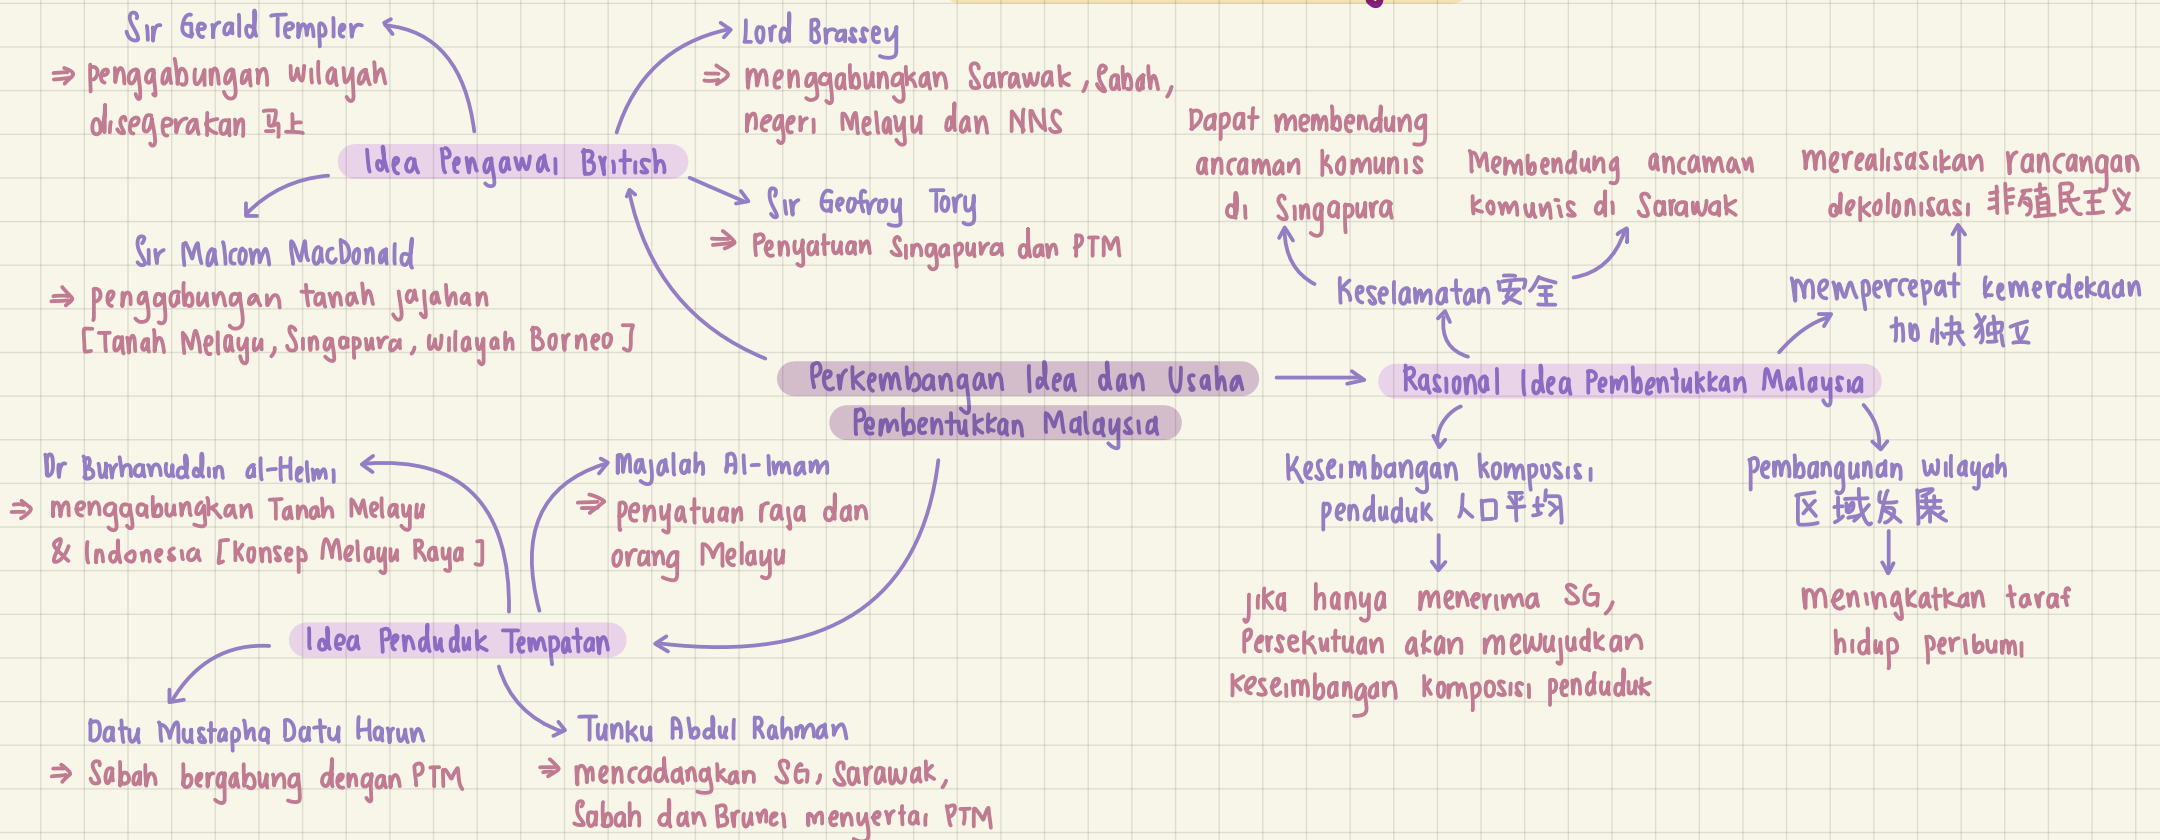 Sir Gerald Templer
⇒ penggabungan wilayah
disegerakan 马上
Lord Brassey
⇒ menggabungkan Sarawak, Sabah,
negeri Melayu dan NNS
Idea Pengawai British
Sir Malcom MacDonald
⇒ penggabungan tanah jajahan
[Tanah Melayu, Singapura, wilayah Borneo]
Sir Geofroy Tory
⇒ Penyatuan Singapura dan PTM
Perkembangan Idea dan Usaha
Pembentukkan Malaysia
Dapat membendung
ancaman komunis
di Singapura
Membendung ancaman
komunis di Sarawak
merealisasikan rancangan
dekolonisasi 非殖民主义
Keselamatan 安全
mempercepat kemerdekaan
加快独立
Rasional Idea Pembentukkan Malaysia
Keseimbangan komposisi
penduduk 人口平均
jika hanya menerima SG,
Persekutuan akan mewujudkan
keseimbangan komposisi penduduk
pembangunan wilayah
区域发展
meningkatkan taraf
hidup peribumi
Dr Burhanuddin al-Helmi
⇒ menggabungkan Tanah Melayu
& Indonesia [Konsep Melayu Raya]
Majalah Al-Imam
⇒ penyatuan raja dan
orang Melayu
Idea Penduduk Tempatan
Datu Mustapha Datu Harun
⇒ Sabah bergabung dengan PTM
Tunku Abdul Rahman
⇒ mencadangkan SG, Sarawak,
Sabah dan Brunei menyertai PTM